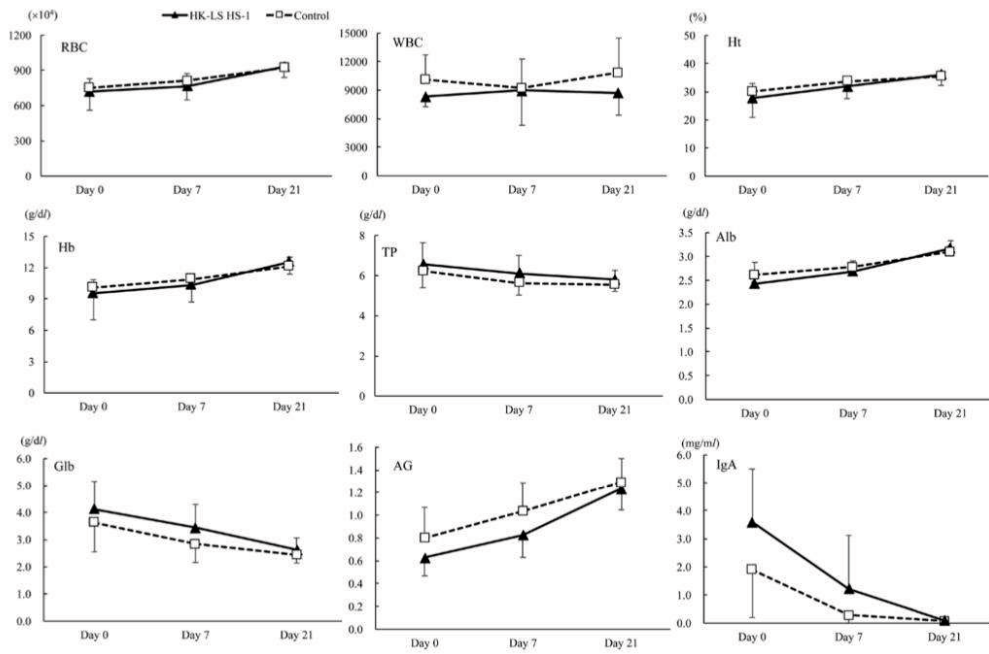 HK-LS HS-1 Control
(×10⁴)
RBC
1200
900
600
300
0
Day 0 Day 7 Day 21
WBC
15000
12000
9000
6000
3000
0
Day 0 Day 7 Day 21
(%)
Ht
50
40
30
20
10
0
Day 0 Day 7 Day 21
(g/dl)
Hb
15
12
9
6
3
0
Day 0 Day 7 Day 21
(g/dl)
TP
8
6
4
2
0
Day 0 Day 7 Day 21
(g/dl)
Alb
3.5
3.0
2.5
2.0
1.5
1.0
0.5
0.0
Day 0 Day 7 Day 21
(g/dl)
Glb
6.0
5.0
4.0
3.0
2.0
1.0
0.0
Day 0 Day 7 Day 21
AG
1.6
1.4
1.2
1.0
0.8
0.6
0.4
0.2
0.0
Day 0 Day 7 Day 21
(mg/ml)
IgA
6.0
5.0
4.0
3.0
2.0
1.0
0.0
Day 0 Day 7 Day 21